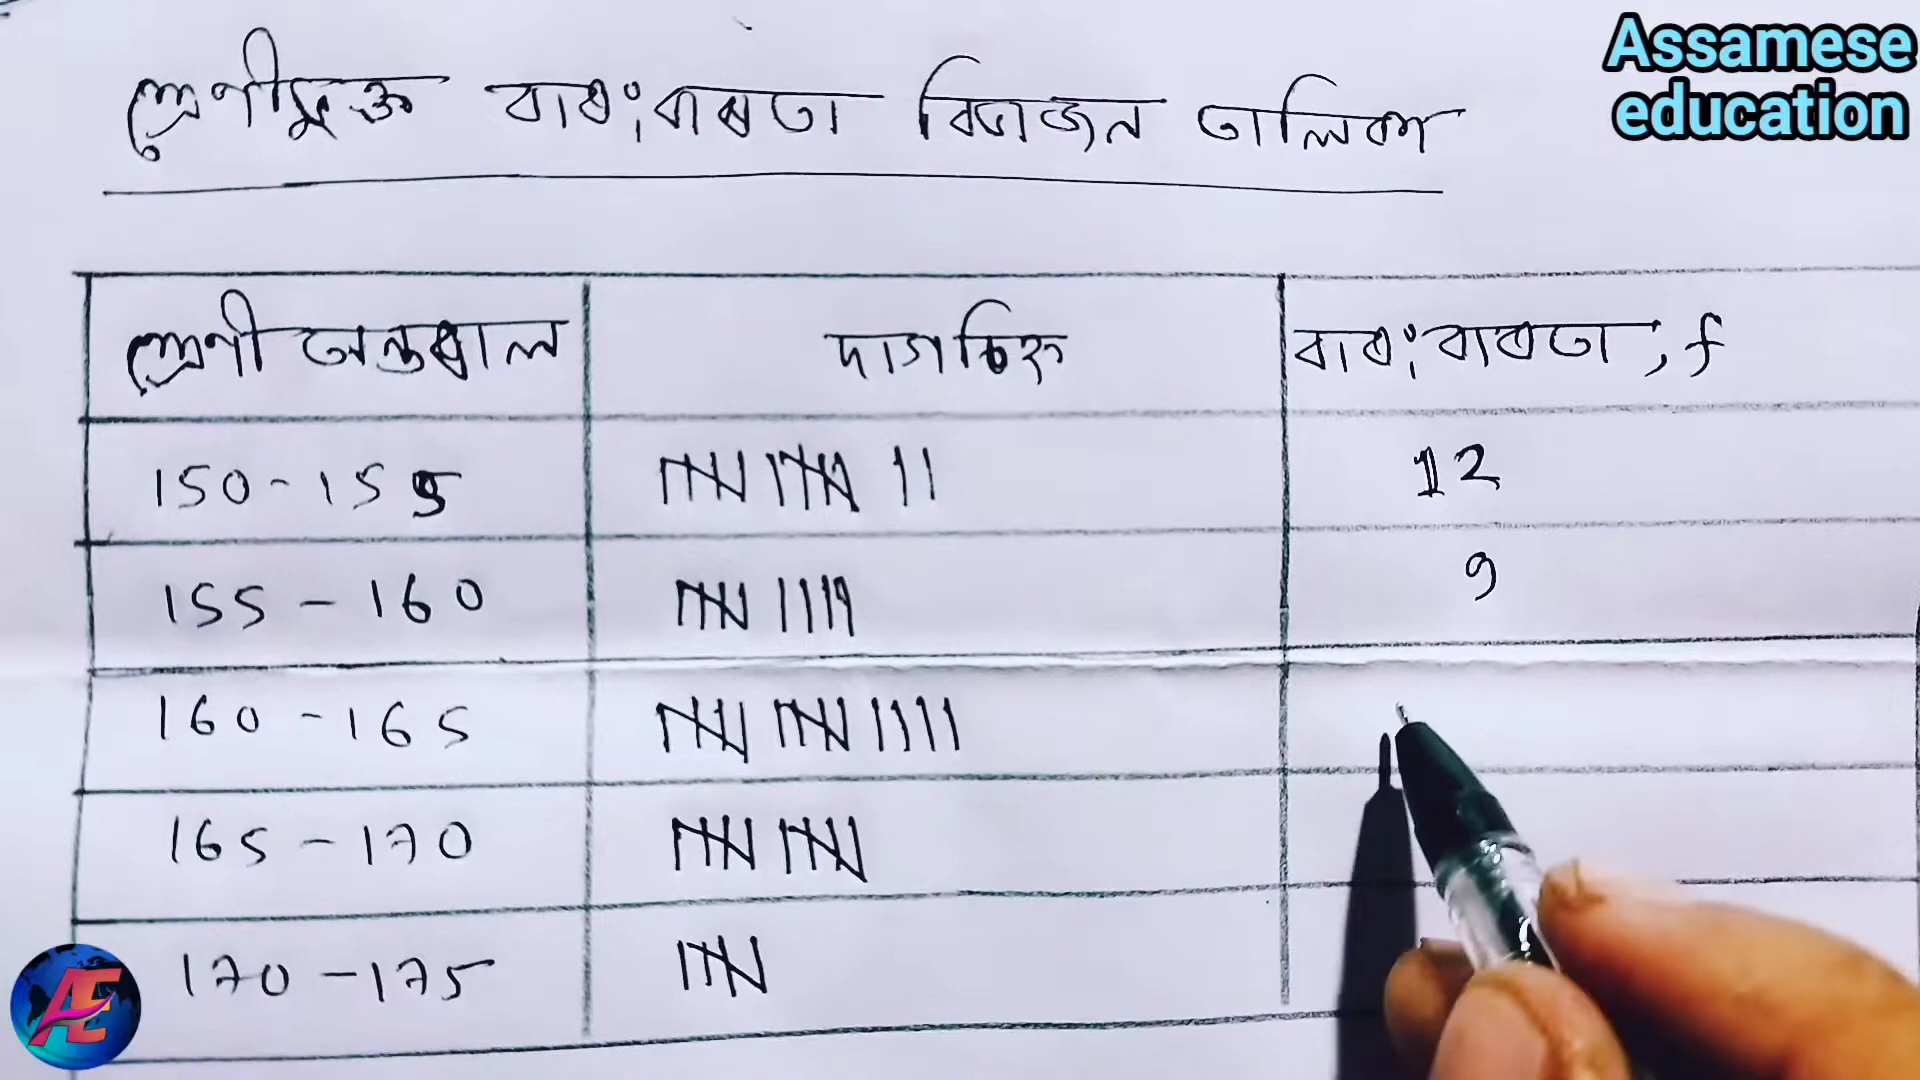 Assamese
education
শ্ৰেণীযুক্ত বাৰংবাৰতা বিভাজন তালিকা
শ্ৰেণী অন্তৰাল দাগ চিহ্ন বাৰংবাৰতা, f
150 - 155 12
155 - 160 9
160 - 165
165 - 170
170 - 175
AE